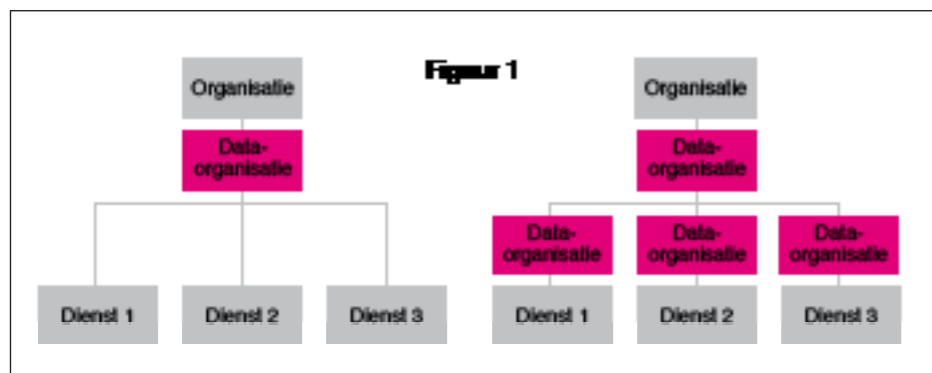 Figuur 1
Organisatie
Data-
organisatie
Dienst 1
Dienst 2
Dienst 3
Organisatie
Data-
organisatie
Data-
organisatie
Data-
organisatie
Data-
organisatie
Dienst 1
Dienst 2
Dienst 3